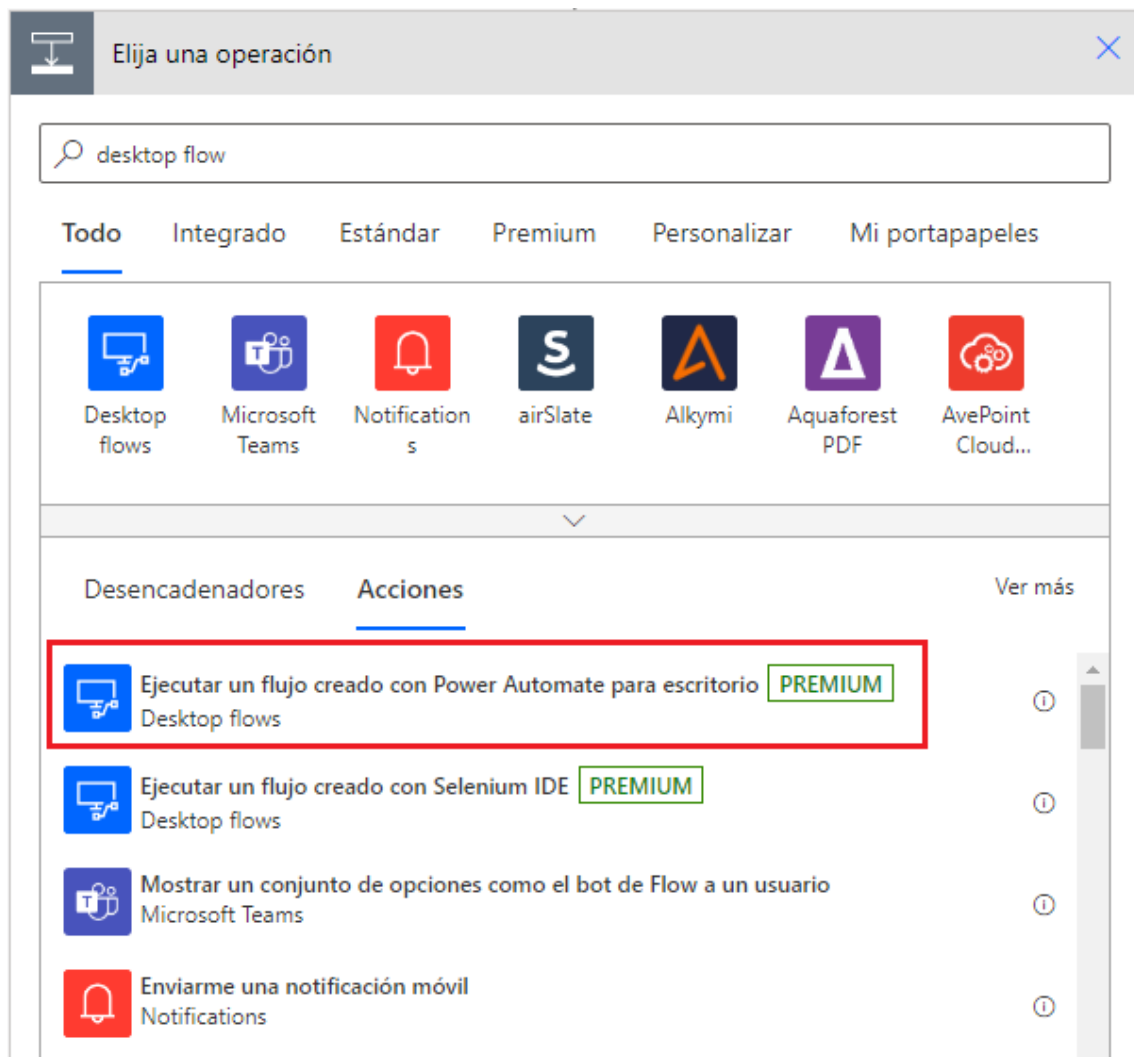 Elija una operación
desktop flow
Todo Integrado Estándar Premium Personalizar Mi portapapeles
Desktop Microsoft Notification airSlate Alkymi Aquaforest AvePoint
flows Teams s PDF Cloud...
Desencadenadores Acciones Ver más
Ejecutar un flujo creado con Power Automate para escritorio PREMIUM
Desktop flows
Ejecutar un flujo creado con Selenium IDE PREMIUM
Desktop flows
Mostrar un conjunto de opciones como el bot de Flow a un usuario
Microsoft Teams
Enviarme una notificación móvil
Notifications